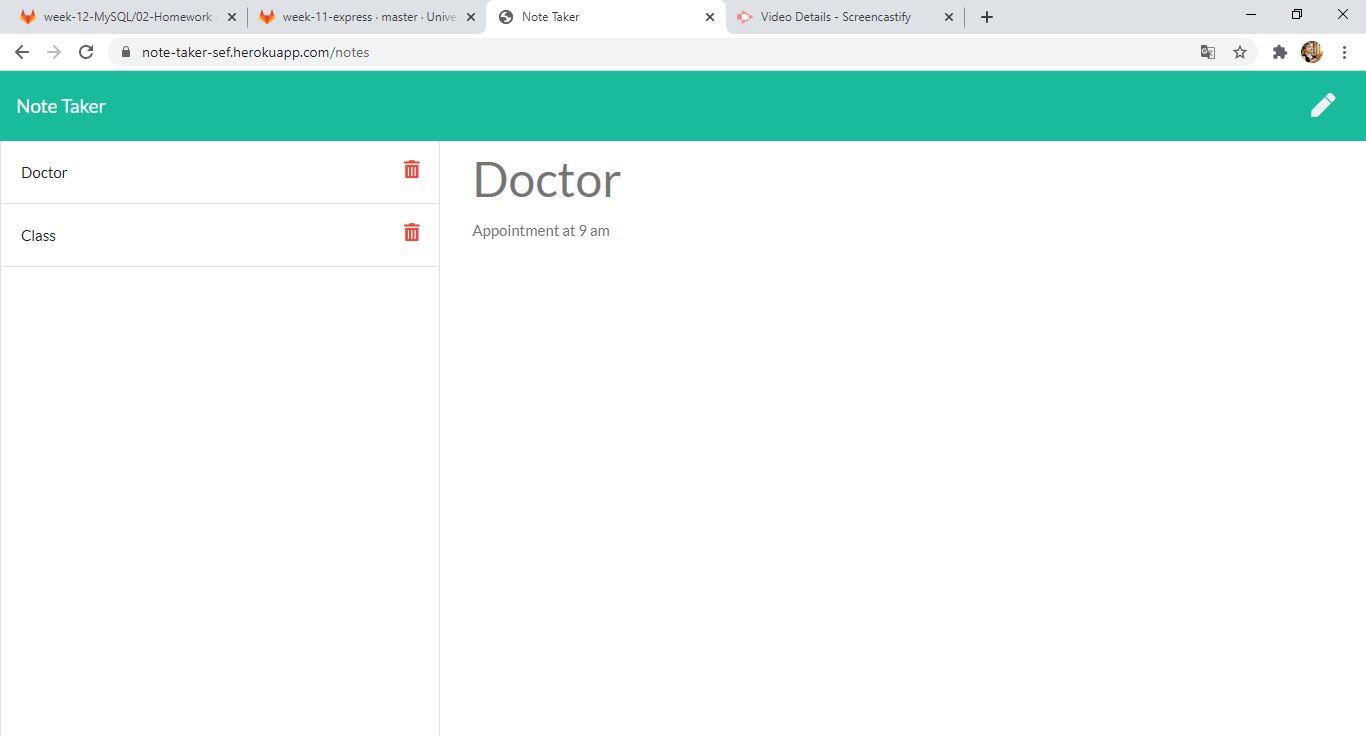 week-12-MySQL/02-Homework
week-11-express · master · Unive
Note Taker
Video Details - Screencastify
note-taker-sef.herokuapp.com/notes
Note Taker
Doctor
Class
Doctor
Appointment at 9 am